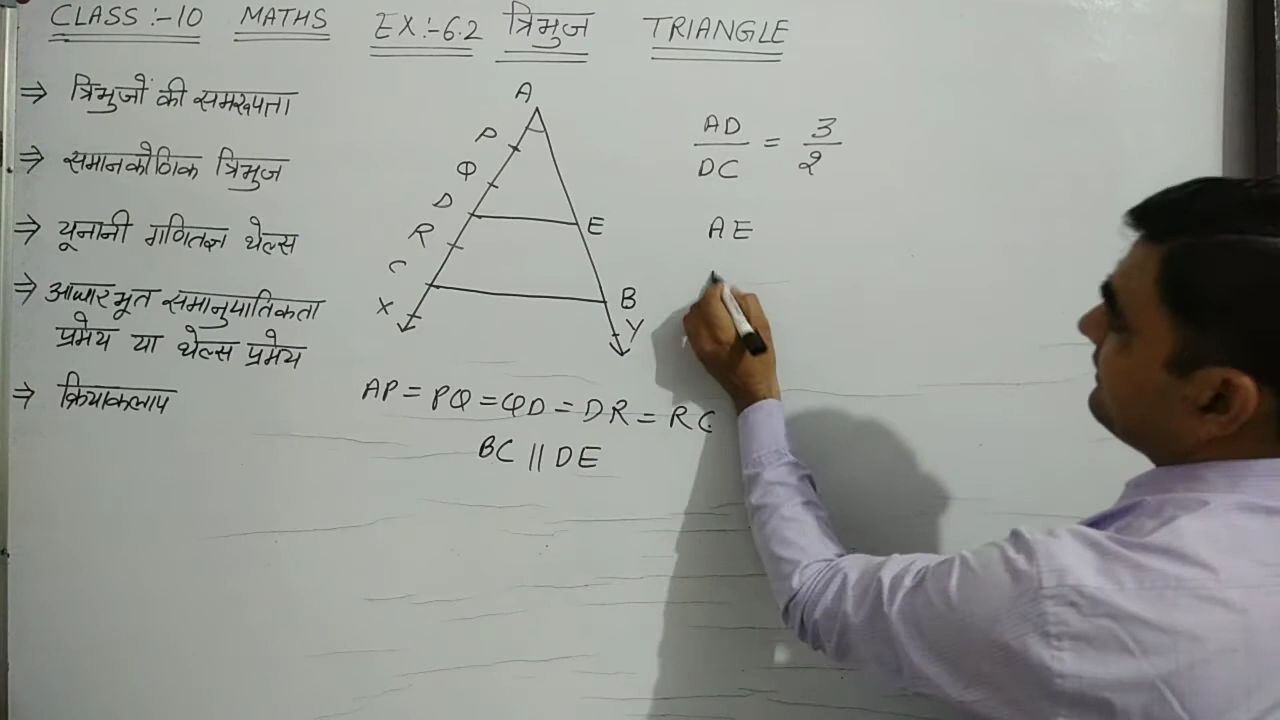 CLASS :- 10 MATHS EX :- 6.2 त्रिभुज TRIANGLE
⇒ त्रिभुजों की समरूपता
⇒ समानकोणिक त्रिभुज
⇒ यूनानी गणितज्ञ थेल्स
⇒ आधारभूत समानुपातिकता
प्रमेय या थेल्स प्रमेय
⇒ क्रियाकलाप
A
P
Q
D
E
R
C
B
X
Y
AP = PQ = QD = DR = RC
BC || DE
AD/DC = 3/2
AE